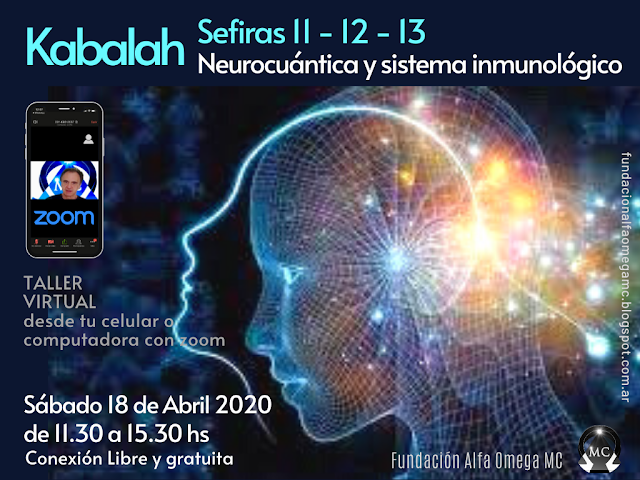 Kabalah
Sefiras 11 - 12 - 13
Neurocuántica y sistema inmunológico
zoom
TALLER
VIRTUAL
desde tu celular o
computadora con zoom
Sábado 18 de Abril 2020
de 11.30 a 15.30 hs
Conexión Libre y gratuita
Fundación Alfa Omega MC
MC
fundacionalfaomegamc.blogspot.com.ar